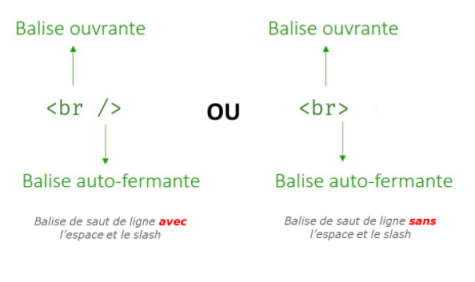 Balise ouvrante
Balise ouvrante
<br />
OU
<br>
Balise auto-fermante
Balise auto-fermante
Balise de saut de ligne avec
l'espace et le slash
Balise de saut de ligne sans
l'espace et le slash